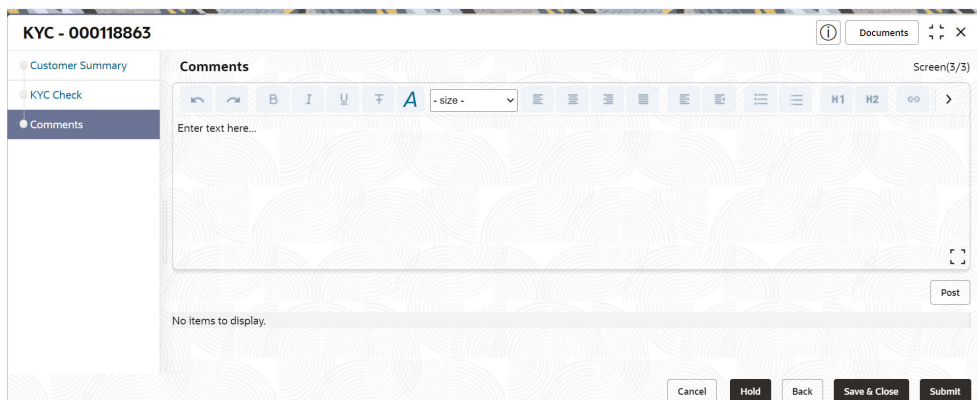 KYC - 000118863
Documents
Customer Summary
KYC Check
Comments
Comments
Screen(3/3)
B I U T A - size - H1 H2
Enter text here...
Post
No items to display.
Cancel Hold Back Save & Close Submit